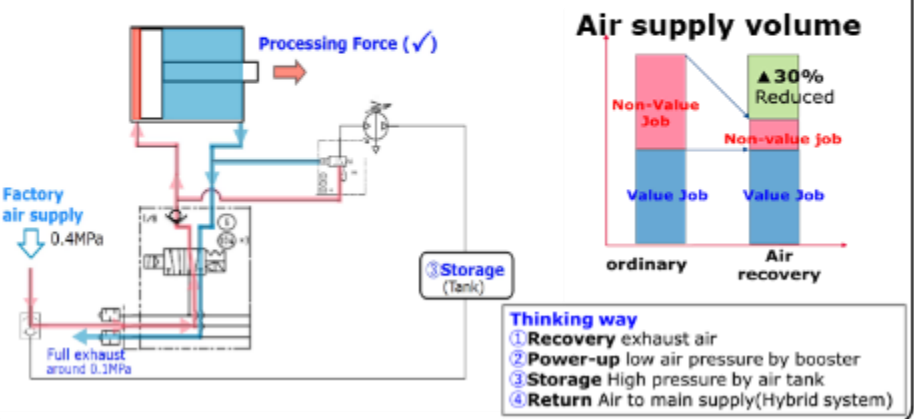 Air supply volume
Processing Force (✓)
▲30%
Reduced
Non-Value
Job
Non-value job
Value Job
Value Job
ordinary
Air
recovery
Factory
air supply
0.4MPa
③Storage
(Tank)
Full exhaust
around 0.1MPa
Thinking way
①Recovery exhaust air
②Power-up low air pressure by booster
③Storage High pressure by air tank
④Return Air to main supply(Hybrid system)